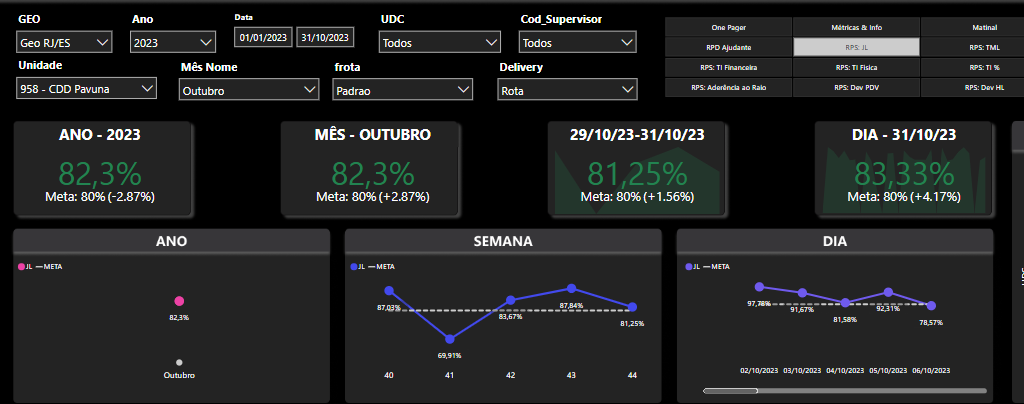 GEO
Ano
Data
UDC
Cod_Supervisor
Geo RJ/ES
2023
01/01/2023
31/10/2023
Todos
Todos
Unidade
Mês Nome
frota
Delivery
958 - CDD Pavuna
Outubro
Padrao
Rota
One Pager
Métricas & Info
Matinal
RPD Ajudante
RPS: JL
RPS: TML
RPS: TI Financeira
RPS: TI Fisica
RPS: TI %
RPS: Aderência ao Raio
RPS: Dev PDV
RPS: Dev HL
ANO - 2023
82,3%
Meta: 80% (-2.87%)
MÊS - OUTUBRO
82,3%
Meta: 80% (+2.87%)
29/10/23-31/10/23
81,25%
Meta: 80% (+1.56%)
DIA - 31/10/23
83,33%
Meta: 80% (+4.17%)
ANO
JL
META
82,3%
Outubro
SEMANA
JL
META
87,03%
69,91%
83,67%
87,84%
81,25%
40
41
42
43
44
DIA
JL
META
97,78%
91,67%
81,58%
92,31%
78,57%
02/10/2023
03/10/2023
04/10/2023
05/10/2023
06/10/2023